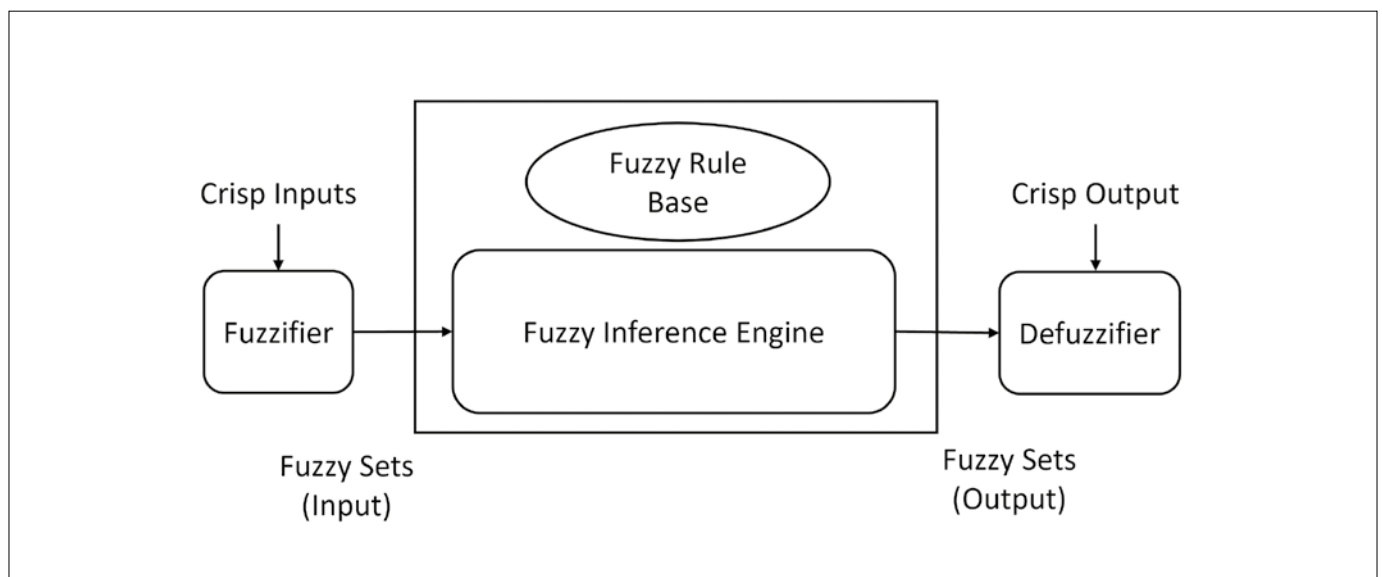 Fuzzy Rule
Base
Crisp Inputs
Crisp Output
Fuzzifier
Fuzzy Inference Engine
Defuzzifier
Fuzzy Sets
(Input)
Fuzzy Sets
(Output)